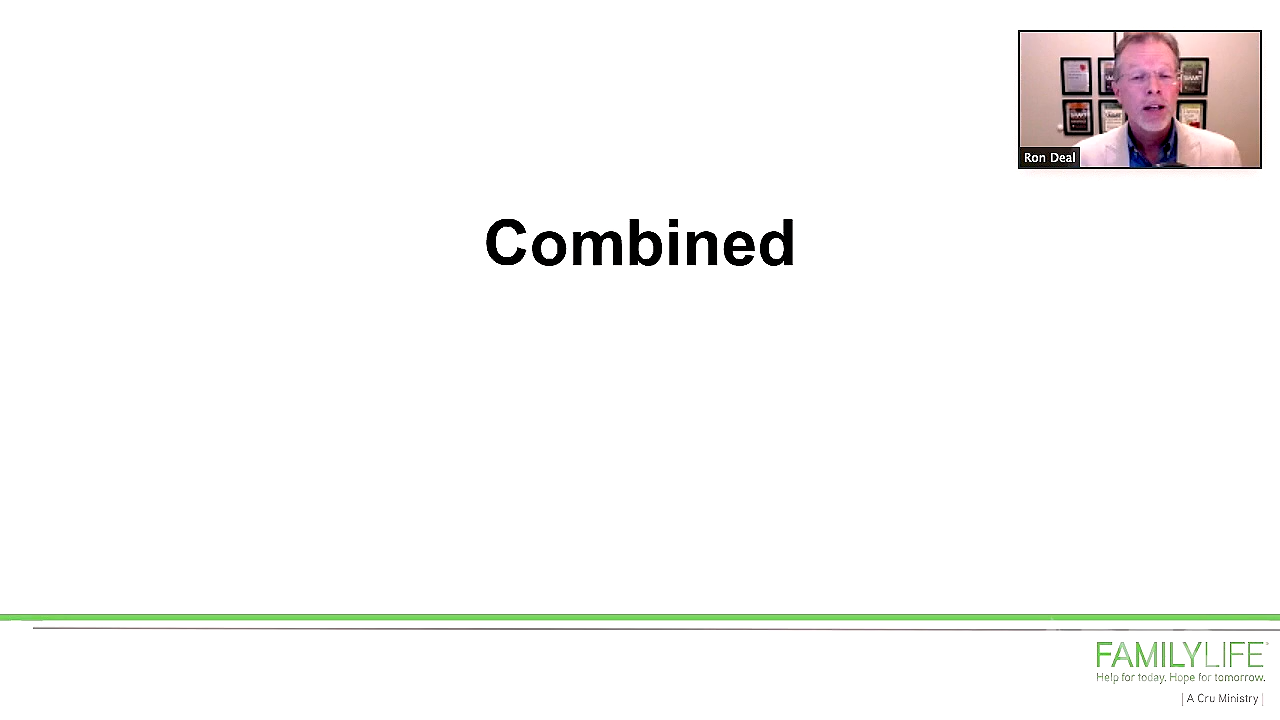 Ron Deal
Combined
FAMILYLIFE
Help for today. Hope for tomorrow.
| A Cru Ministry |